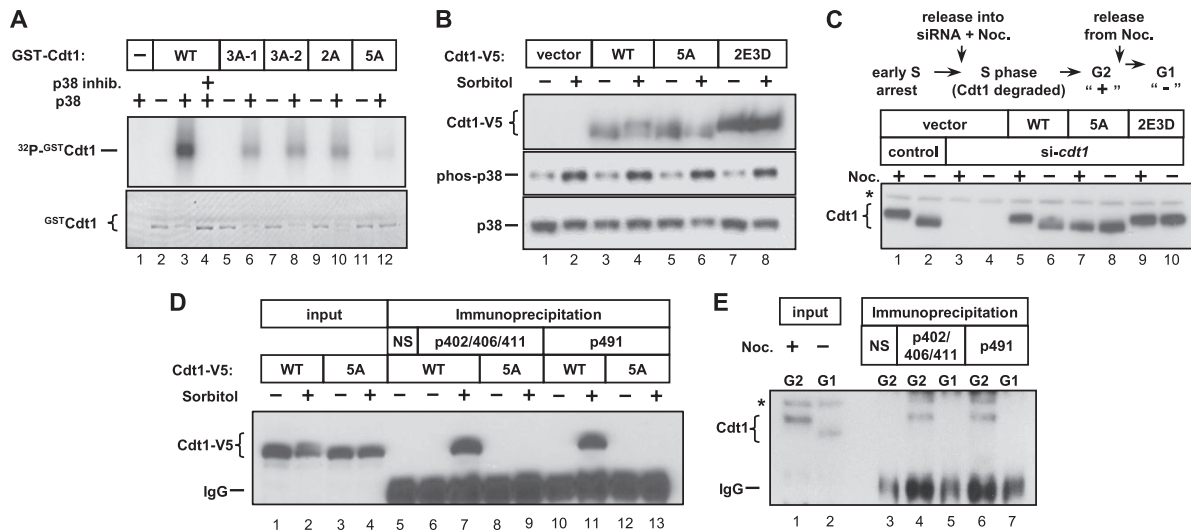 A
GST-Cdt1: – WT 3A-1 3A-2 2A 5A
p38 inhib. +
p38 + – + + – + – + – + – +
32P-GSTCdt1
GSTCdt1
1 2 3 4 5 6 7 8 9 10 11 12
B
Cdt1-V5: vector WT 5A 2E3D
Sorbitol – + – + – + – +
Cdt1-V5
phos-p38
p38
1 2 3 4 5 6 7 8
C
release into siRNA + Noc.
release from Noc.
early S arrest
S phase (Cdt1 degraded)
G2 " + "
G1 " - "
vector WT 5A 2E3D
control si-cdt1
Noc. + – + – + – + – + –
*
Cdt1
1 2 3 4 5 6 7 8 9 10
D
input Immunoprecipitation
NS p402/406/411 p491
Cdt1-V5: WT 5A WT 5A WT 5A
Sorbitol – + – + – – + – + – + – +
Cdt1-V5
IgG
1 2 3 4 5 6 7 8 9 10 11 12 13
E
input Immunoprecipitation
Noc. + – NS p402/406/411 p491
G2 G1 G2 G2 G1 G2 G1
*
Cdt1
IgG
1 2 3 4 5 6 7